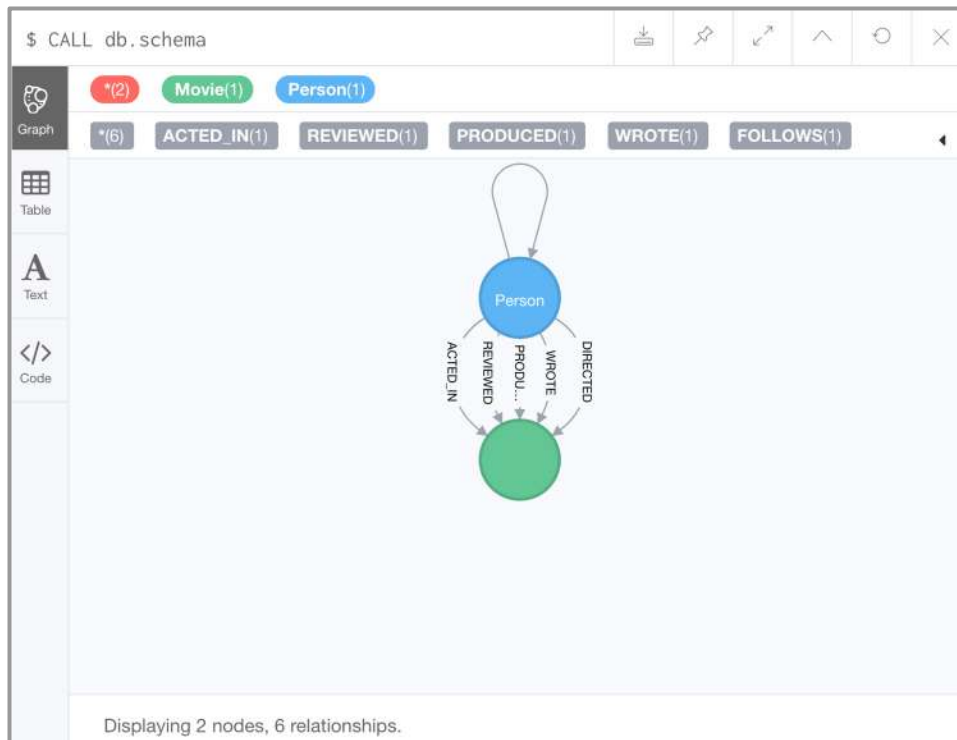 $ CALL db.schema
Graph
*(2) Movie(1) Person(1)
*(6) ACTED_IN(1) REVIEWED(1) PRODUCED(1) WROTE(1) FOLLOWS(1)
Table
A
Text
</>
Code
Person
ACTED_IN
REVIEWED
PRODU...
WROTE
DIRECTED
Displaying 2 nodes, 6 relationships.